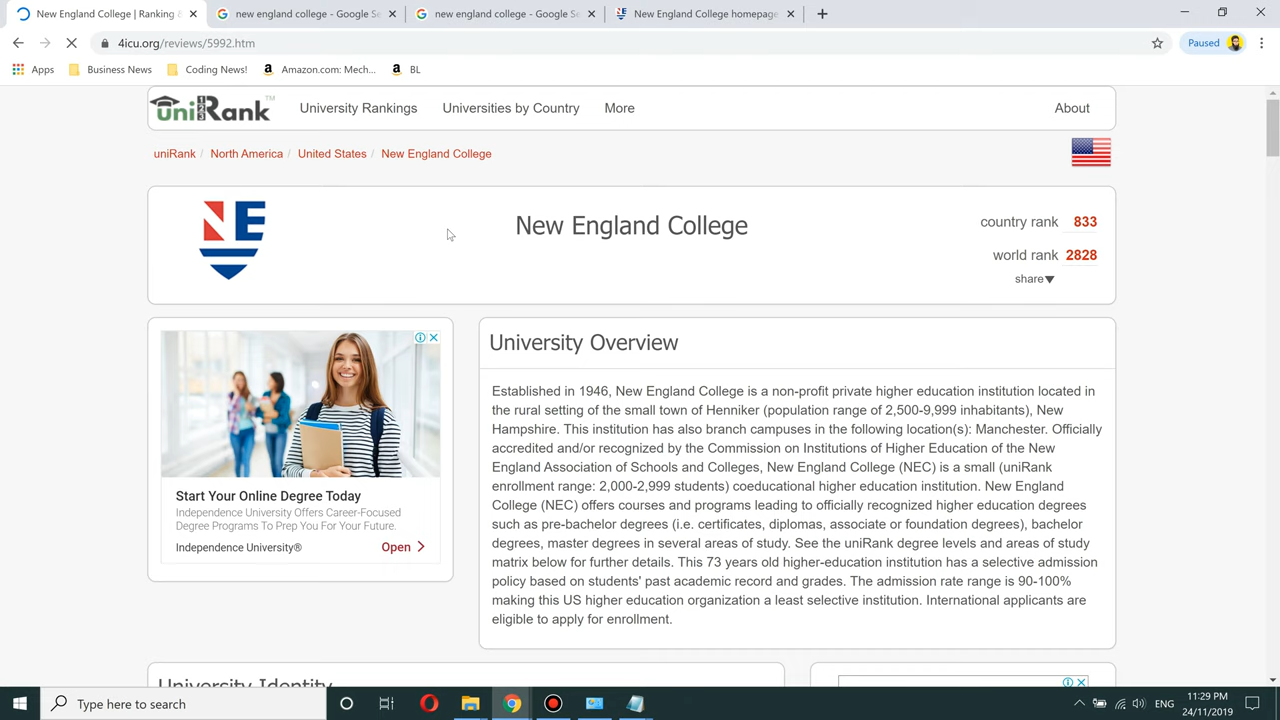 New England College | Ranking &
new england college - Google Se
new england college - Google Se
New England College homepage
4icu.org/reviews/5992.htm
Paused
Apps
Business News
Coding News!
Amazon.com: Mech...
BL
uniRank™
123
University Rankings
Universities by Country
More
About
uniRank / North America / United States / New England College
NE
New England College
country rank 833
world rank 2828
share▼
Start Your Online Degree Today
Independence University Offers Career-Focused
Degree Programs To Prep You For Your Future.
Independence University®
Open
University Overview
Established in 1946, New England College is a non-profit private higher education institution located in
the rural setting of the small town of Henniker (population range of 2,500-9,999 inhabitants), New
Hampshire. This institution has also branch campuses in the following location(s): Manchester. Officially
accredited and/or recognized by the Commission on Institutions of Higher Education of the New
England Association of Schools and Colleges, New England College (NEC) is a small (uniRank
enrollment range: 2,000-2,999 students) coeducational higher education institution. New England
College (NEC) offers courses and programs leading to officially recognized higher education degrees
such as pre-bachelor degrees (i.e. certificates, diplomas, associate or foundation degrees), bachelor
degrees, master degrees in several areas of study. See the uniRank degree levels and areas of study
matrix below for further details. This 73 years old higher-education institution has a selective admission
policy based on students' past academic record and grades. The admission rate range is 90-100%
making this US higher education organization a least selective institution. International applicants are
eligible to apply for enrollment.
University Identity
Type here to search
ENG
11:29 PM
24/11/2019